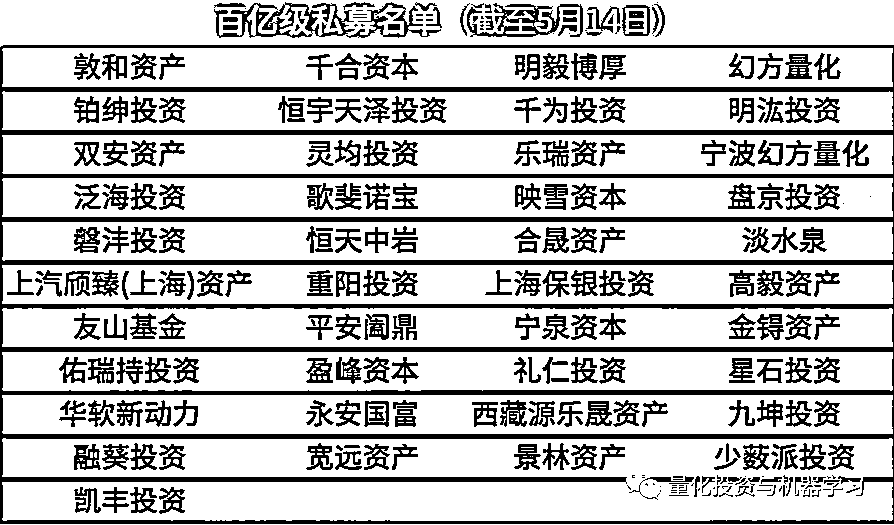 百亿级私募名单（截至5月14日）
敦和资产 千合资本 明毅博厚 幻方量化
铂绅投资 恒宇天泽投资 千为投资 明汯投资
双安资产 灵均投资 乐瑞资产 宁波幻方量化
泛海投资 歌斐诺宝 映雪资本 盘京投资
磐沣投资 恒天中岩 合晟资产 淡水泉
上汽颀臻(上海)资产 重阳投资 上海保银投资 高毅资产
友山基金 平安阖鼎 宁泉资本 金锝资产
佑瑞持投资 盈峰资本 礼仁投资 星石投资
华软新动力 永安国富 西藏源乐晟资产 九坤投资
融葵投资 宽远资产 景林资产 少薮派投资
凯丰投资
量化投资与机器学习